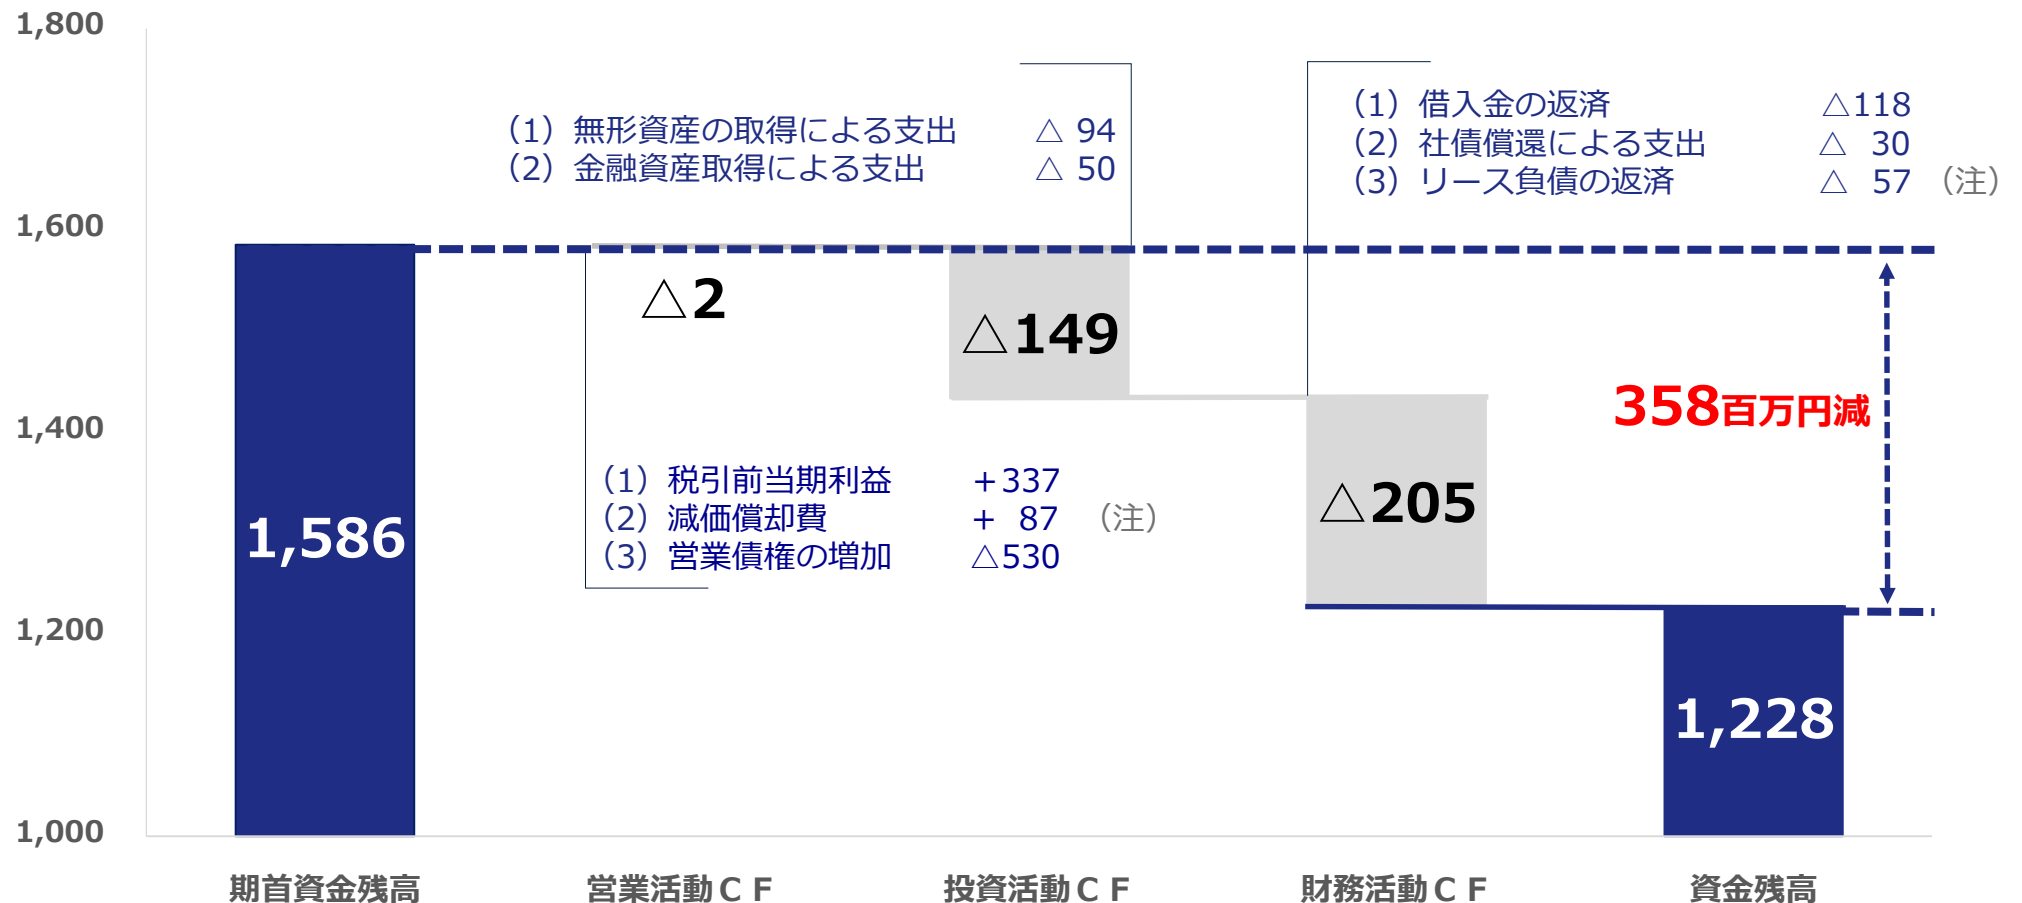 1,800
1,600
1,400
1,200
1,000
（1）無形資産の取得による支出 △ 94
（2）金融資産取得による支出 △ 50
（1）借入金の返済 △118
（2）社債償還による支出 △ 30
（3）リース負債の返済 △ 57 （注）
△2
△149
358百万円減
（1）税引前当期利益 ＋337
（2）減価償却費 ＋ 87 （注）
（3）営業債権の増加 △530
△205
1,586
1,228
期首資金残高
営業活動ＣＦ
投資活動ＣＦ
財務活動ＣＦ
資金残高